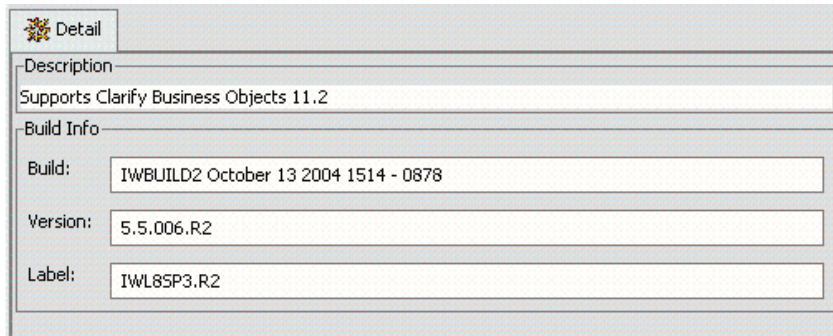 Detail
Description
Supports Clarify Business Objects 11.2
Build Info
Build: IWBUILD2 October 13 2004 1514 - 0878
Version: 5.5.006.R2
Label: IWL8SP3.R2